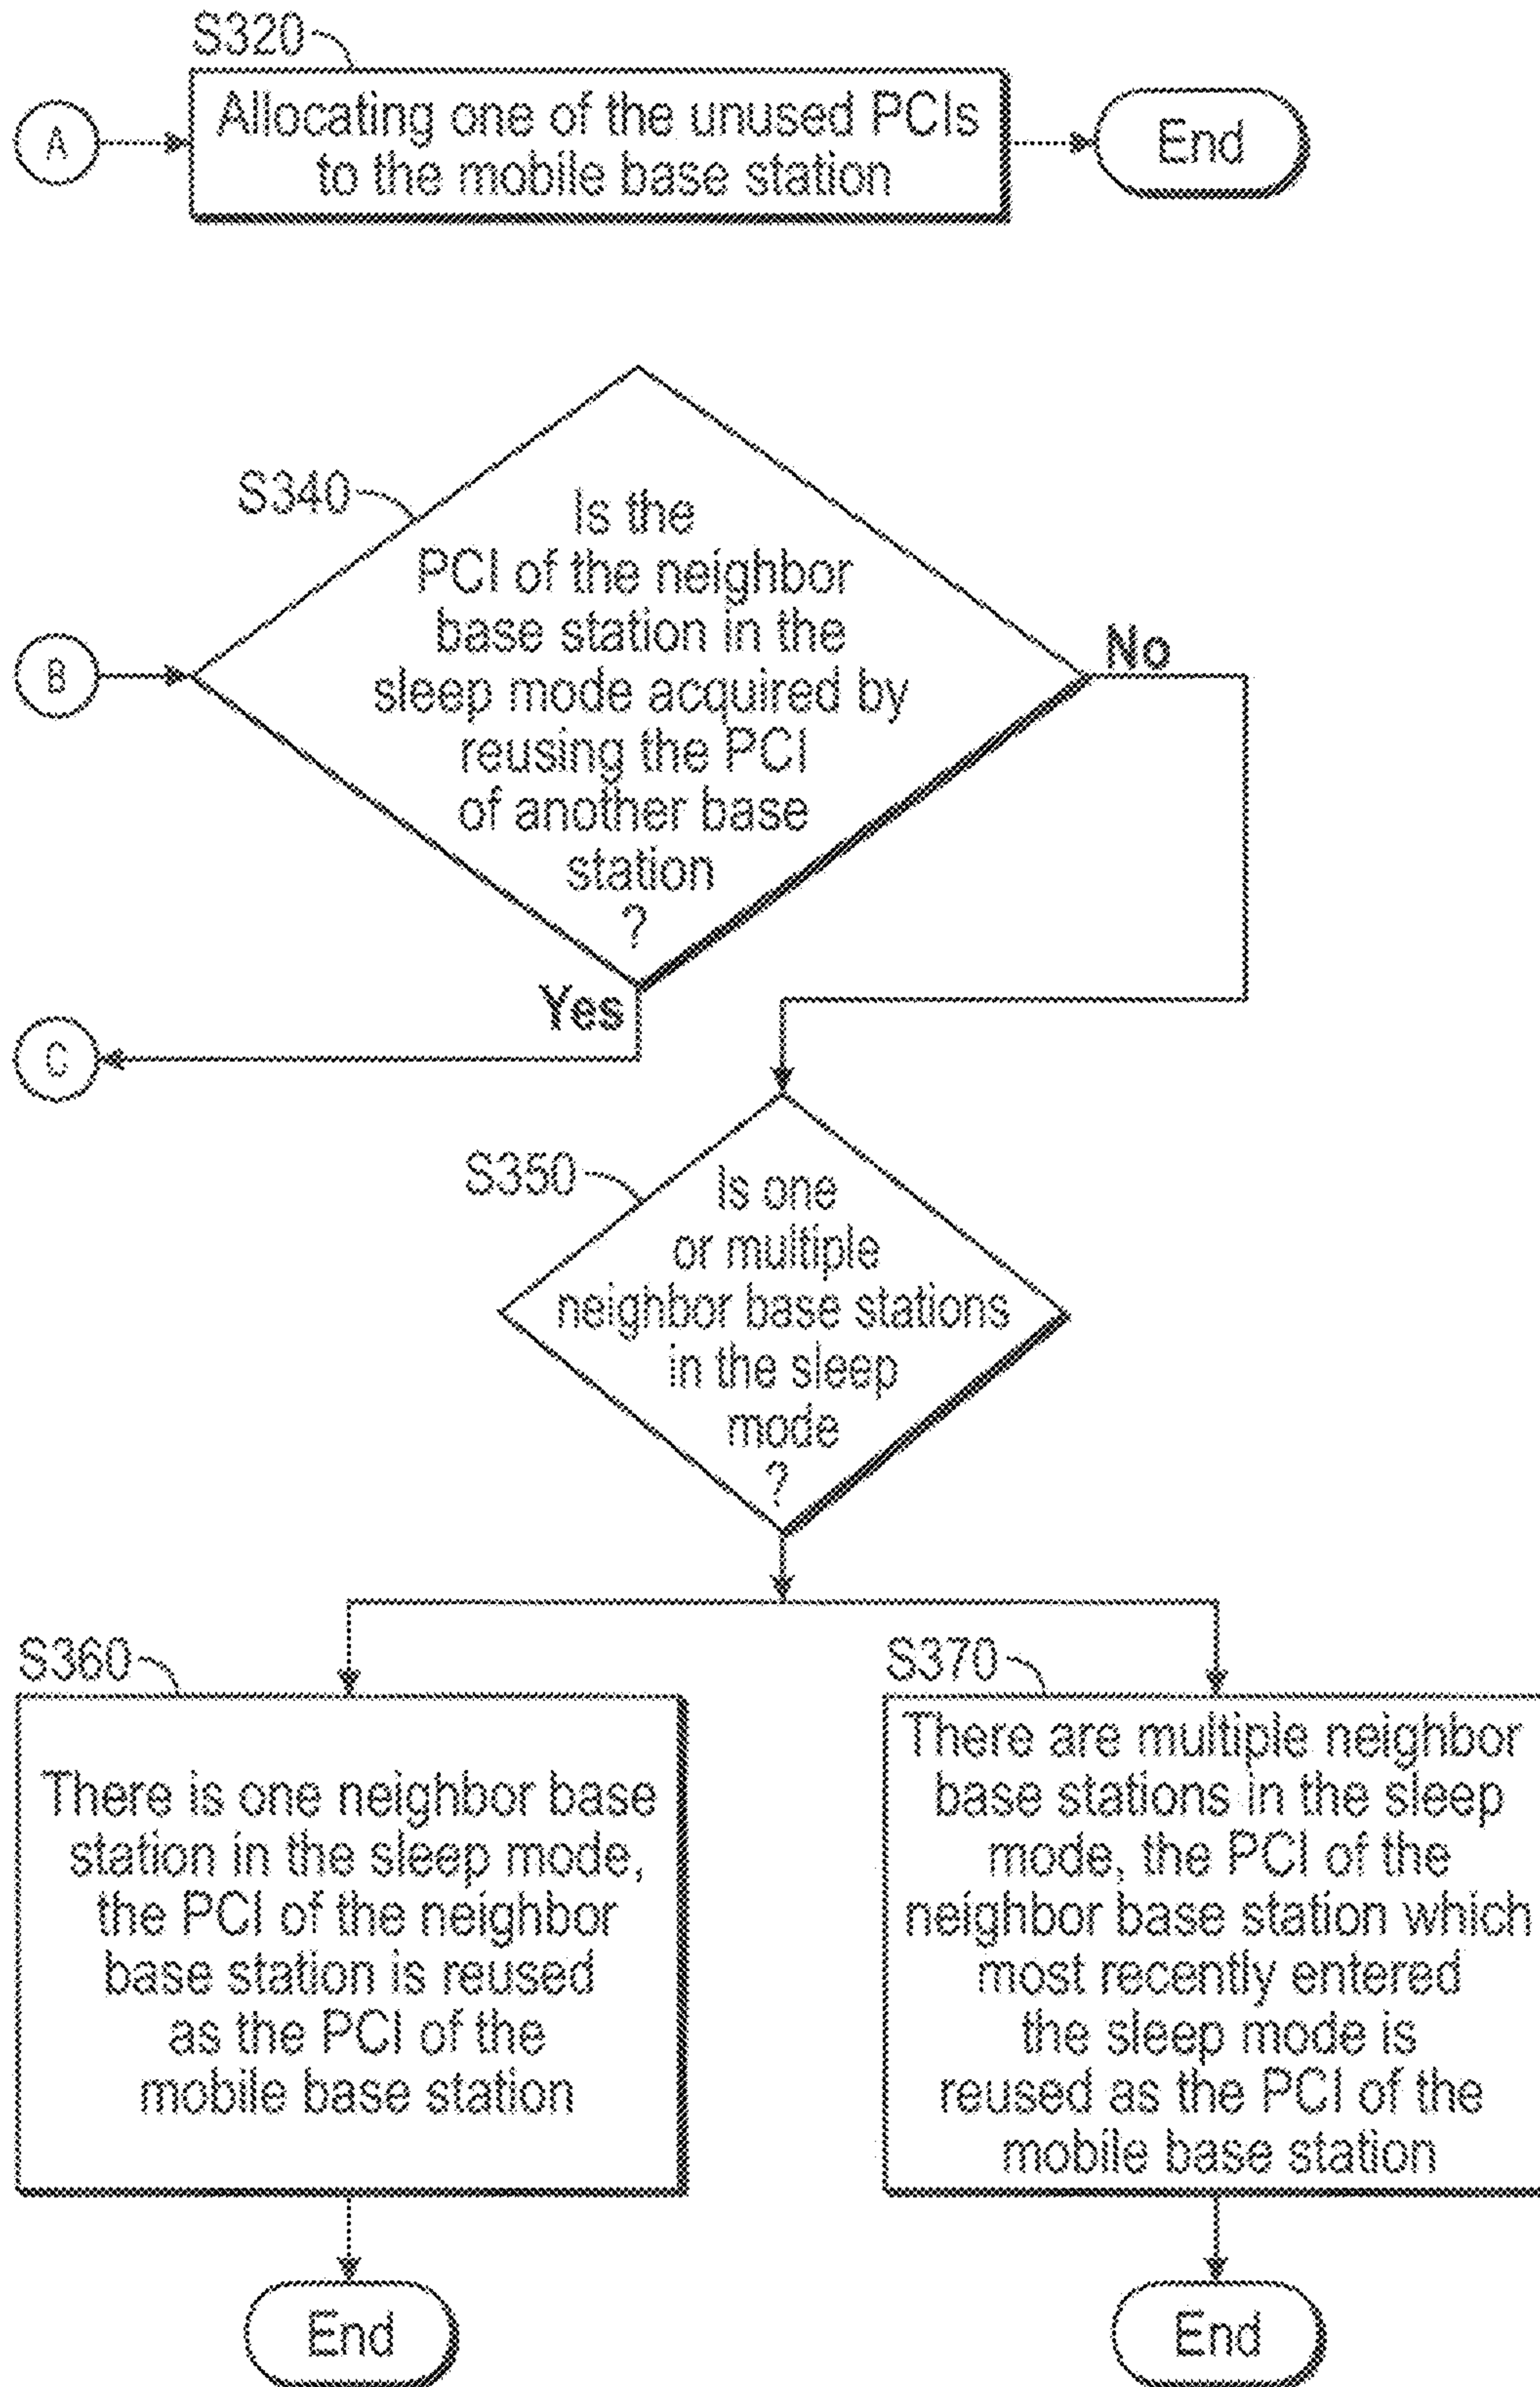 S320
A
Allocating one of the unused PCIs
to the mobile base station
End
S340
Is the
PCI of the neighbor
base station in the
sleep mode acquired by
reusing the PCI
of another base
station
?
B
No
Yes
C
S350
Is one
or multiple
neighbor base stations
in the sleep
mode
?
S360
There is one neighbor base
station in the sleep mode,
the PCI of the neighbor
base station is reused
as the PCI of the
mobile base station
End
S370
There are multiple neighbor
base stations in the sleep
mode, the PCI of the
neighbor base station which
most recently entered
the sleep mode is
reused as the PCI of the
mobile base station
End